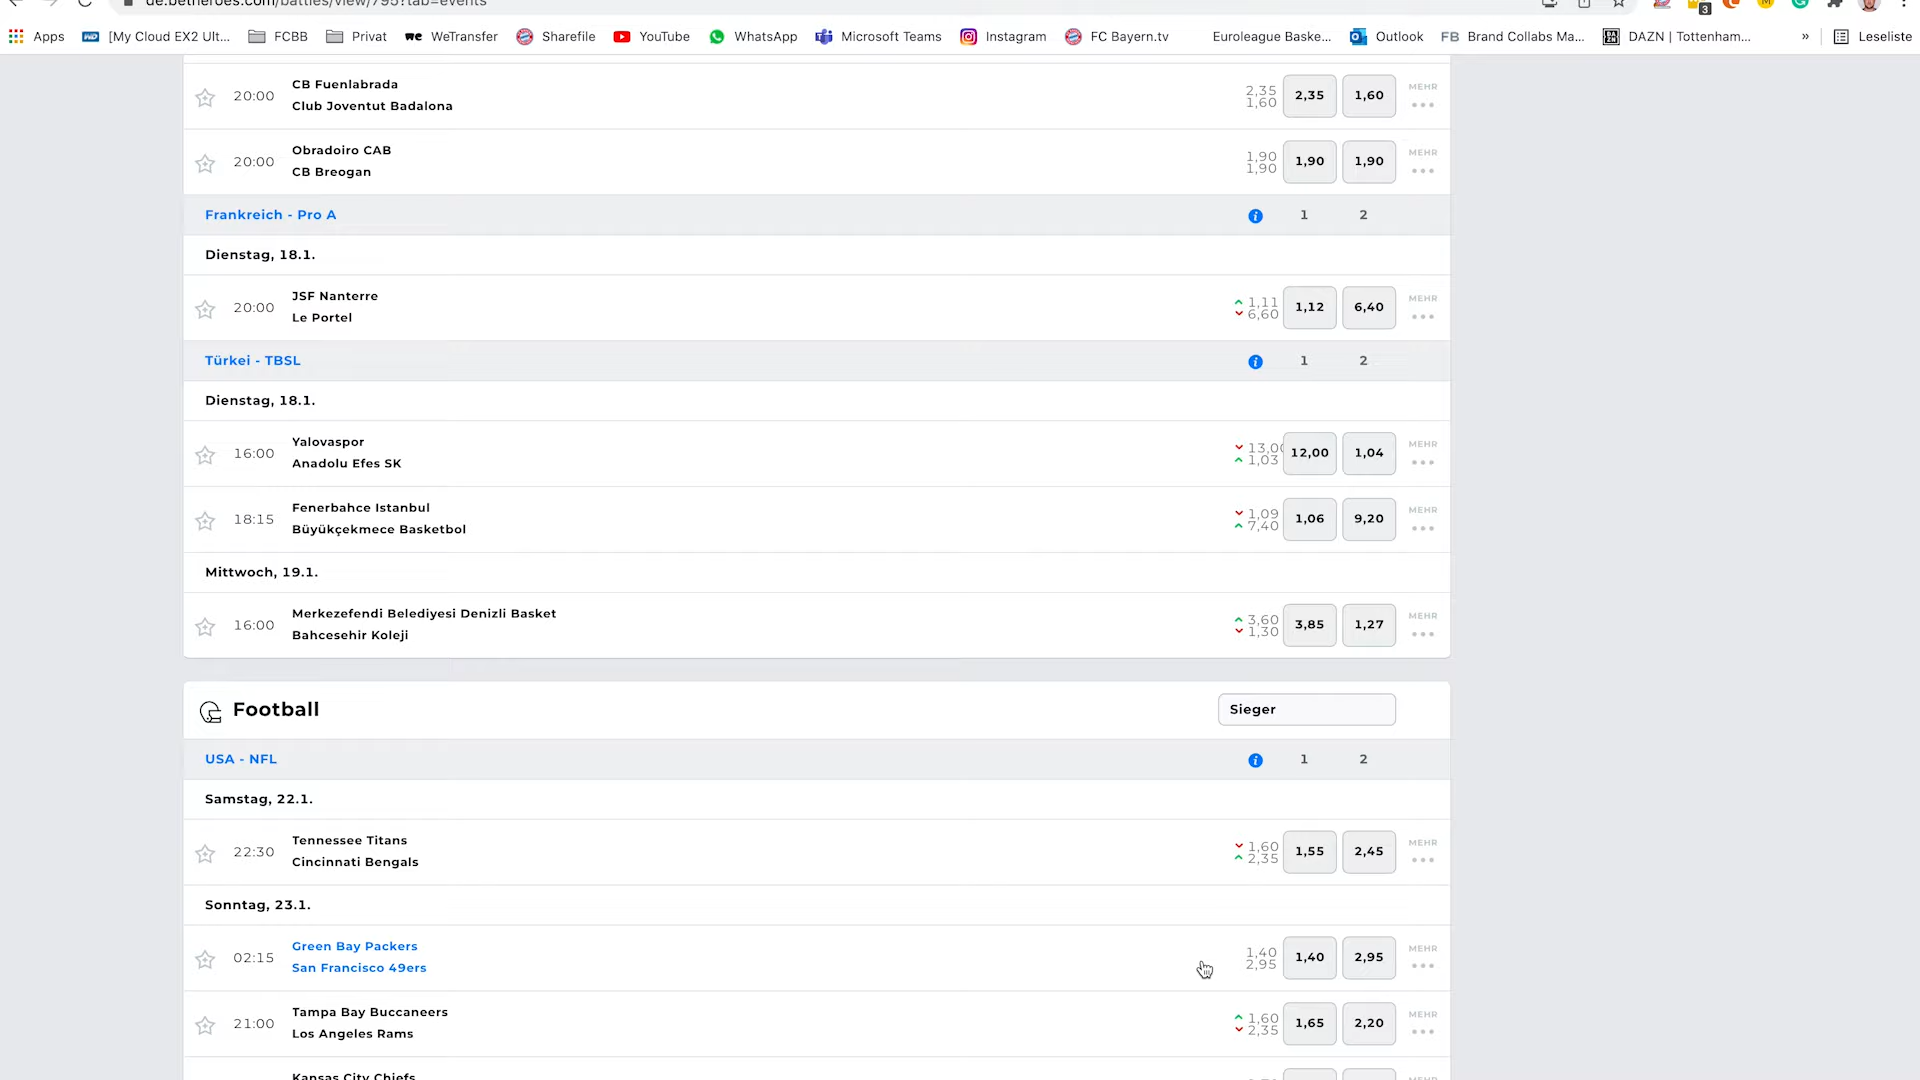 de.betheroes.com/battles/view/795?tab=events
3
Apps [My Cloud EX2 Ult... FCBB Privat WeTransfer Sharefile YouTube WhatsApp Microsoft Teams Instagram FC Bayern.tv Euroleague Baske... Outlook FB Brand Collabs Ma... DAZN | Tottenham... » Leseliste
20:00 CB Fuenlabrada 2,35 2,35 1,60 MEHR
Club Joventut Badalona 1,60
20:00 Obradoiro CAB 1,90 1,90 1,90 MEHR
CB Breogan 1,90
Frankreich - Pro A 1 2
Dienstag, 18.1.
20:00 JSF Nanterre 1,11 1,12 6,40 MEHR
Le Portel 6,60
Türkei - TBSL 1 2
Dienstag, 18.1.
16:00 Yalovaspor 13,00 12,00 1,04 MEHR
Anadolu Efes SK 1,03
18:15 Fenerbahce Istanbul 1,09 1,06 9,20 MEHR
Büyükçekmece Basketbol 7,40
Mittwoch, 19.1.
16:00 Merkezefendi Belediyesi Denizli Basket 3,60 3,85 1,27 MEHR
Bahcesehir Koleji 1,30
Football Sieger
USA - NFL 1 2
Samstag, 22.1.
22:30 Tennessee Titans 1,60 1,55 2,45 MEHR
Cincinnati Bengals 2,35
Sonntag, 23.1.
02:15 Green Bay Packers 1,40 1,40 2,95 MEHR
San Francisco 49ers 2,95
21:00 Tampa Bay Buccaneers 1,60 1,65 2,20 MEHR
Los Angeles Rams 2,35
Kansas City Chiefs MEHR